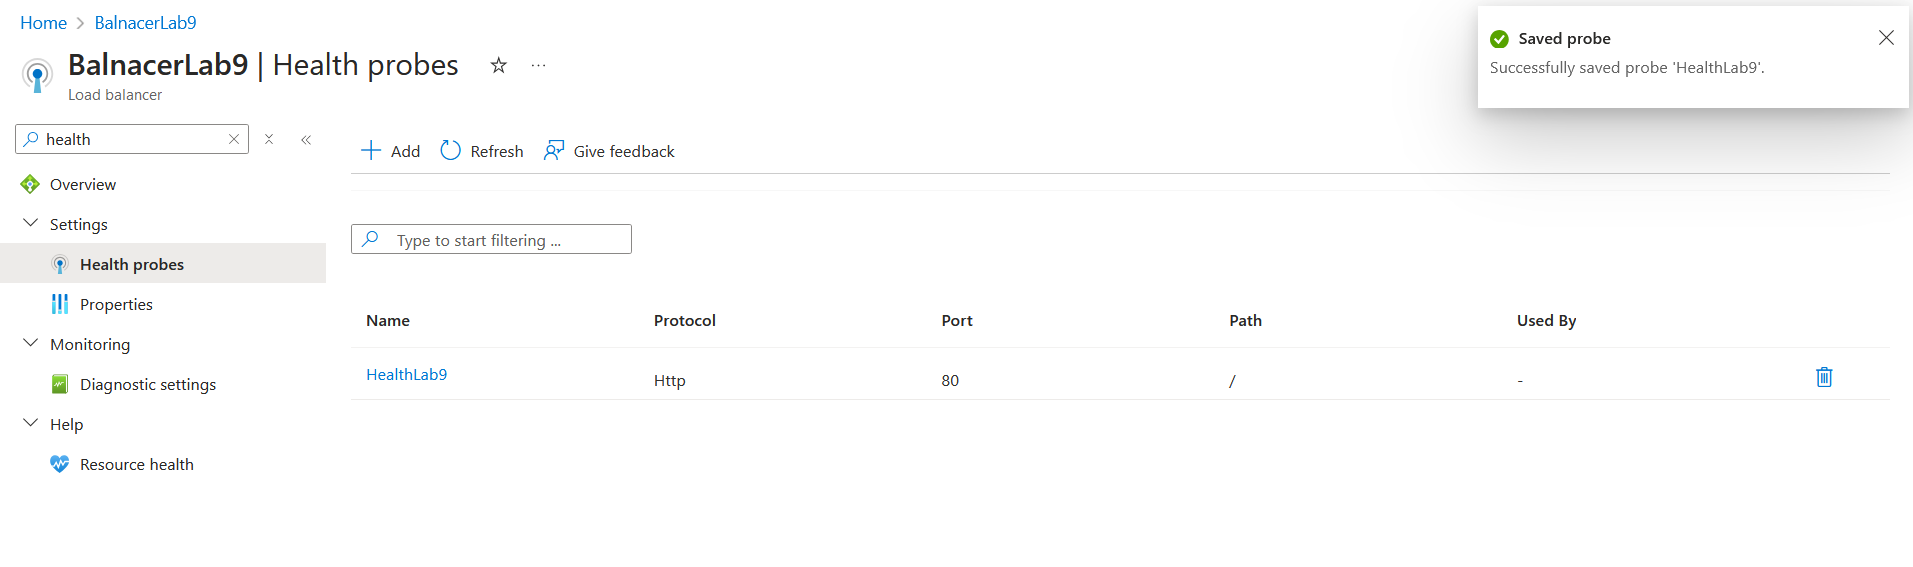 Home > BalnacerLab9
BalnacerLab9 | Health probes
Load balancer
Saved probe
Successfully saved probe 'HealthLab9'.
health
Add Refresh Give feedback
Overview
Settings
Health probes
Properties
Monitoring
Diagnostic settings
Help
Resource health
Type to start filtering ...
Name Protocol Port Path Used By
HealthLab9 Http 80 / -